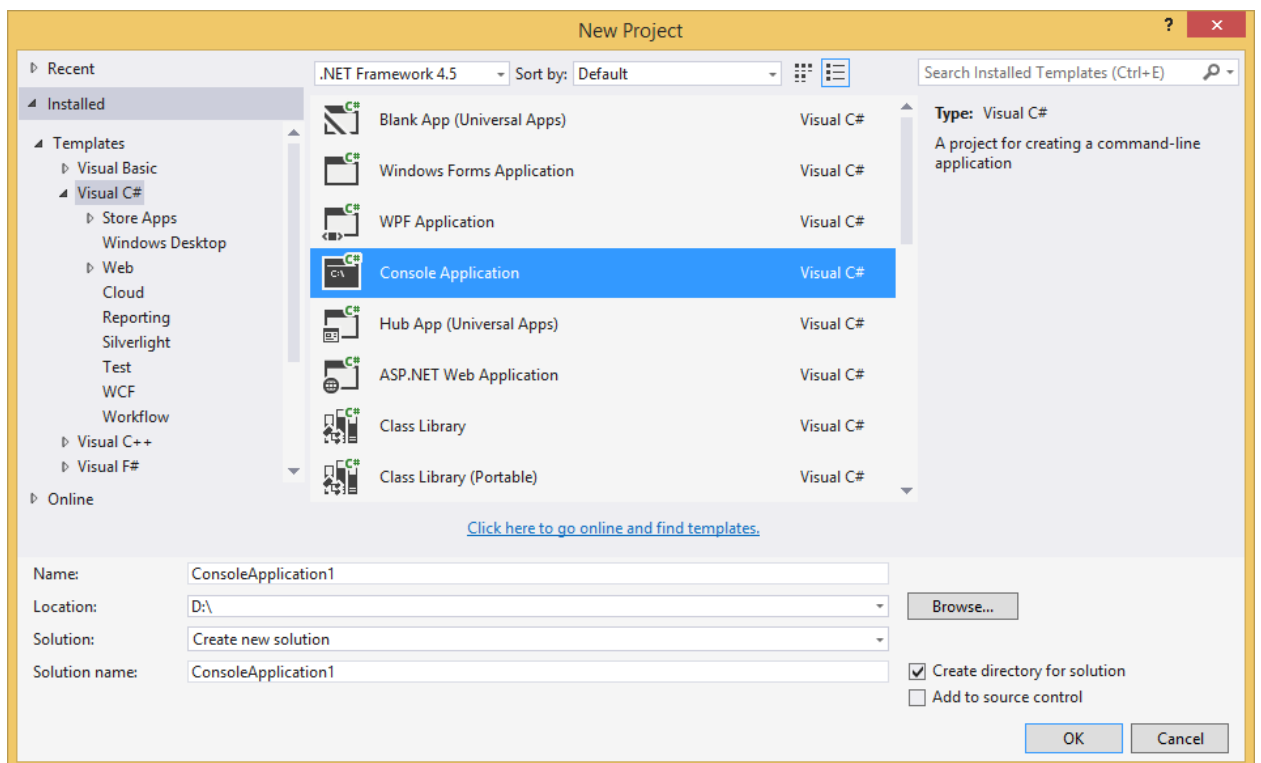 New Project
?
Recent
Installed
Templates
Visual Basic
Visual C#
Store Apps
Windows Desktop
Web
Cloud
Reporting
Silverlight
Test
WCF
Workflow
Visual C++
Visual F#
Online
.NET Framework 4.5 Sort by: Default
C# Blank App (Universal Apps) Visual C#
C# Windows Forms Application Visual C#
C# WPF Application Visual C#
C# C:\ Console Application Visual C#
C# Hub App (Universal Apps) Visual C#
C# ASP.NET Web Application Visual C#
C# Class Library Visual C#
C# Class Library (Portable) Visual C#
Click here to go online and find templates.
Search Installed Templates (Ctrl+E)
Type: Visual C#
A project for creating a command-line
application
Name: ConsoleApplication1
Location: D:\ Browse...
Solution: Create new solution
Solution name: ConsoleApplication1
Create directory for solution
Add to source control
OK Cancel